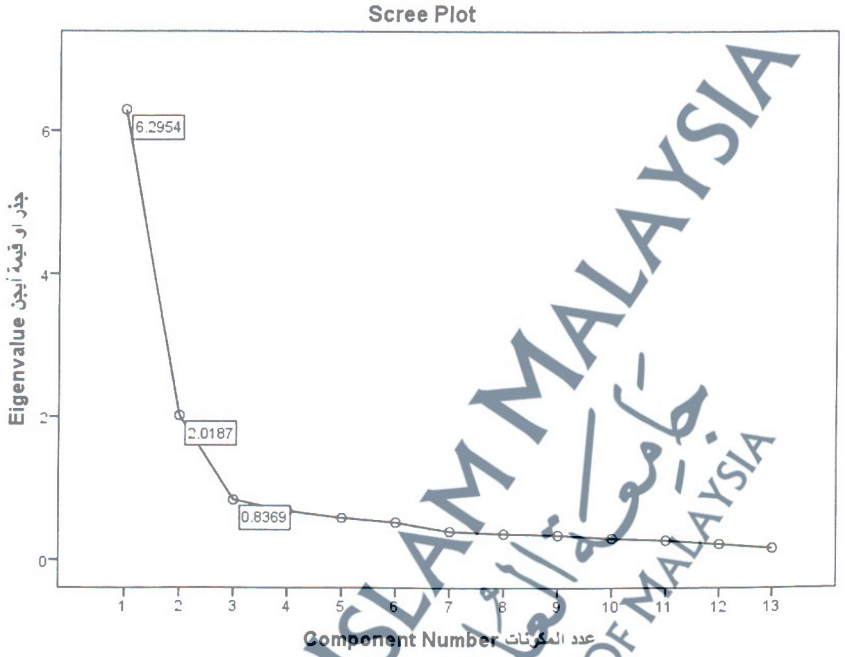 Scree Plot
6
4
2
0
6.2954
2.0187
0.8369
Eigenvalue جذر او قيمة ايجن
1 2 3 4 5 6 7 8 9 10 11 12 13
Component Number عدد المكونات
ISLAM MALAYSIA
جامعة العلو
OF MALAYSIA